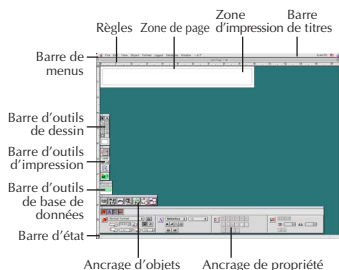 Règles
Zone de page
Zone
d'impression
Barre
de titres
Barre de
menus
Barre d'outils
de dessin
Barre d'outils
d'impression
Barre d'outils
de base de
données
Barre d'état
Ancrage d'objets
Ancrage de propriété